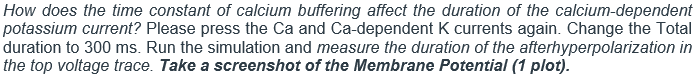 How does the time constant of calcium buffering affect the duration of the calcium-dependent
potassium current? Please press the Ca and Ca-dependent K currents again. Change the Total
duration to 300 ms. Run the simulation and measure the duration of the afterhyperpolarization in
the top voltage trace. Take a screenshot of the Membrane Potential (1 plot).